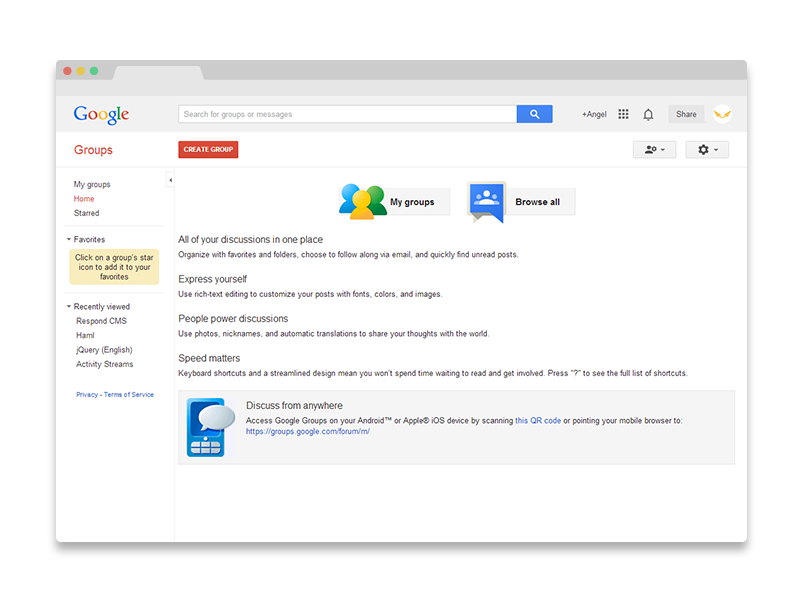 Google
Search for groups or messages
+Angel
Share
Groups
CREATE GROUP
My groups
Home
Starred
Favorites
Click on a group's star
icon to add it to your
favorites
Recently viewed
Respond CMS
Haml
jQuery (English)
Activity Streams
Privacy - Terms of Service
My groups
Browse all
All of your discussions in one place
Organize with favorites and folders, choose to follow along via email, and quickly find unread posts.
Express yourself
Use rich-text editing to customize your posts with fonts, colors, and images.
People power discussions
Use photos, nicknames, and automatic translations to share your thoughts with the world.
Speed matters
Keyboard shortcuts and a streamlined design mean you won't spend time waiting to read and get involved. Press "?" to see the full list of shortcuts.
Discuss from anywhere
Access Google Groups on your Android™ or Apple® iOS device by scanning this QR code or pointing your mobile browser to:
https://groups.google.com/forum/m/